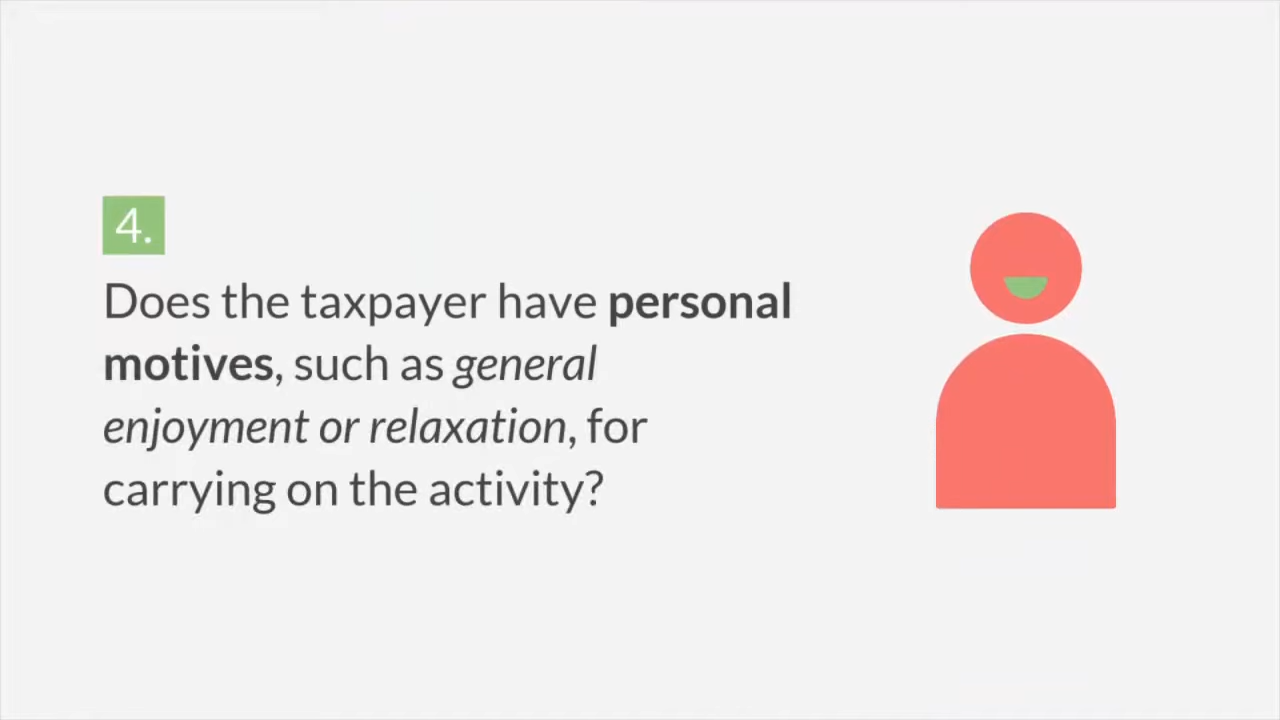 4.
Does the taxpayer have personal
motives, such as general
enjoyment or relaxation, for
carrying on the activity?